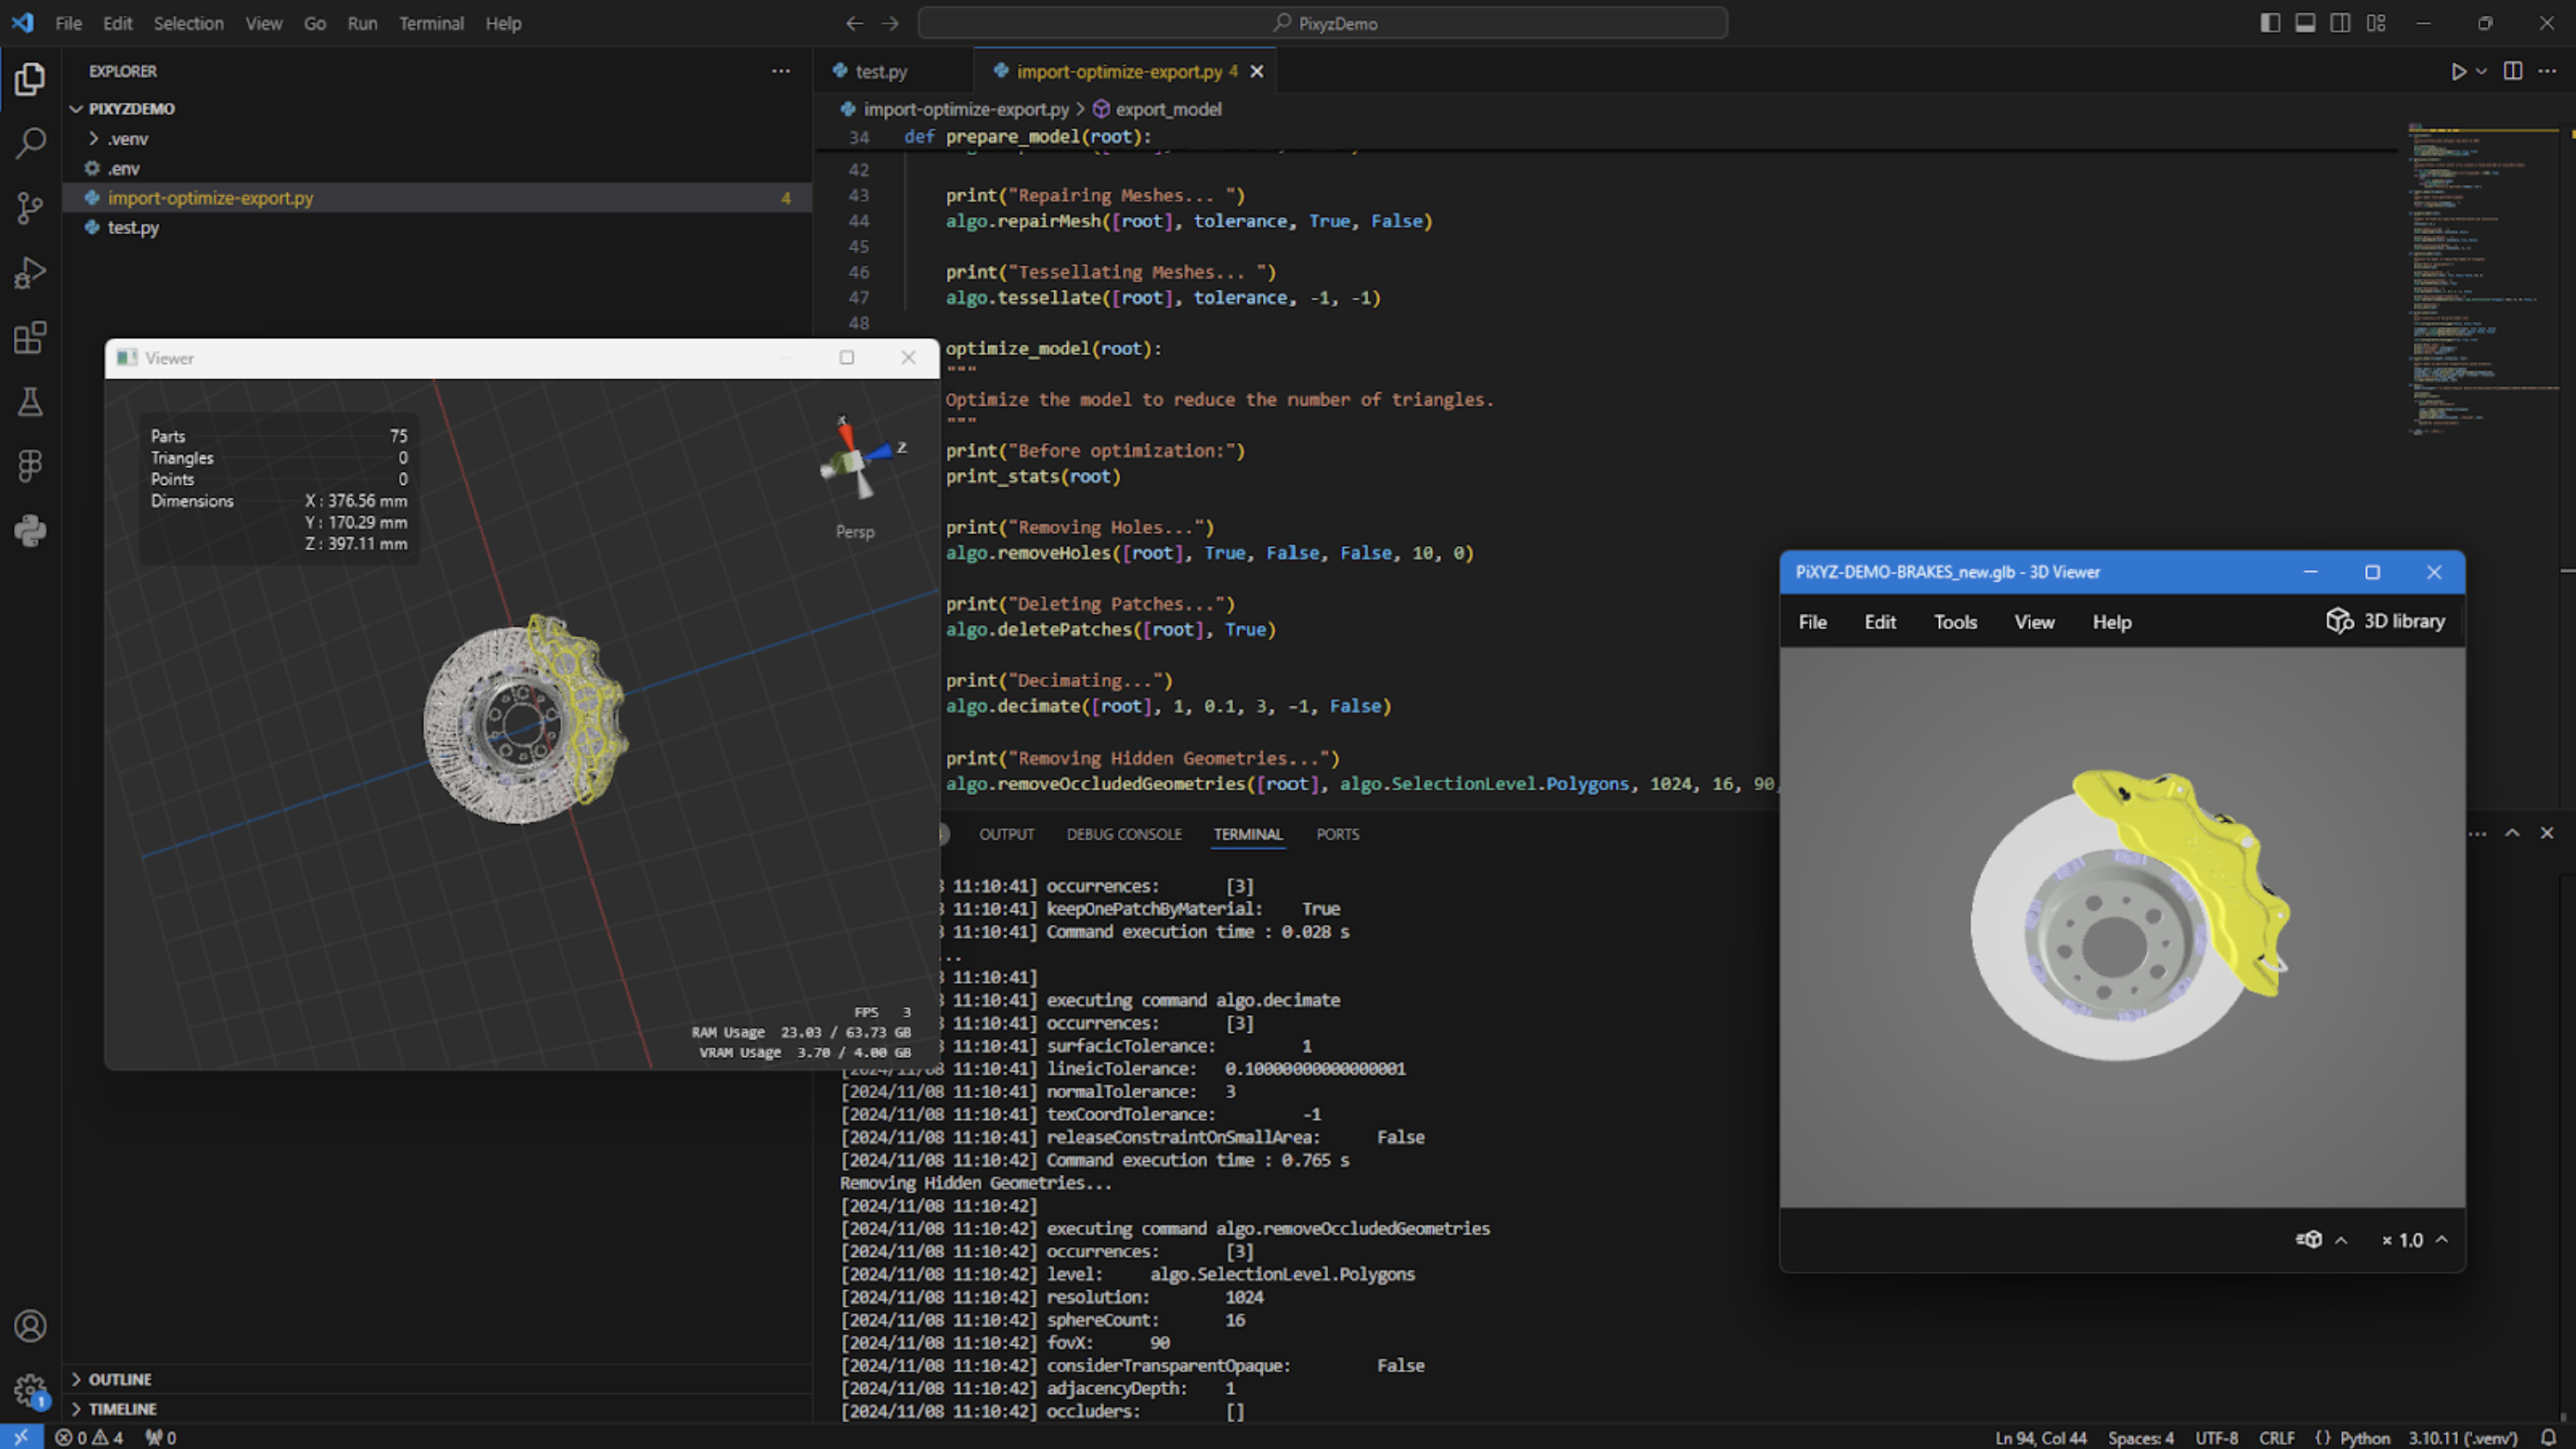 File Edit Selection View Go Run Terminal Help
PixyzDemo
EXPLORER
PIXYZDEMO
.venv
.env
import-optimize-export.py 4
test.py
test.py
import-optimize-export.py 4
import-optimize-export.py > export_model
34 def prepare_model(root):
42
43 print("Repairing Meshes... ")
44 algo.repairMesh([root], tolerance, True, False)
45
46 print("Tessellating Meshes... ")
47 algo.tessellate([root], tolerance, -1, -1)
48
optimize_model(root):
"""
Optimize the model to reduce the number of triangles.
"""
print("Before optimization:")
print_stats(root)
print("Removing Holes...")
algo.removeHoles([root], True, False, False, 10, 0)
print("Deleting Patches...")
algo.deletePatches([root], True)
print("Decimating...")
algo.decimate([root], 1, 0.1, 3, -1, False)
print("Removing Hidden Geometries...")
algo.removeOccludedGeometries([root], algo.SelectionLevel.Polygons, 1024, 16, 90,
Viewer
Parts 75
Triangles 0
Points 0
Dimensions X : 376.56 mm
Y : 170.29 mm
Z : 397.11 mm
X
Z
Persp
FPS 3
RAM Usage 23.03 / 63.73 GB
VRAM Usage 3.70 / 4.00 GB
OUTPUT DEBUG CONSOLE TERMINAL PORTS
11:10:41] occurrences: [3]
11:10:41] keepOnePatchByMaterial: True
11:10:41] Command execution time : 0.028 s
...
11:10:41]
11:10:41] executing command algo.decimate
11:10:41] occurrences: [3]
11:10:41] surfacicTolerance: 1
[2024/11/08 11:10:41] lineicTolerance: 0.10000000000000001
[2024/11/08 11:10:41] normalTolerance: 3
[2024/11/08 11:10:41] texCoordTolerance: -1
[2024/11/08 11:10:41] releaseConstraintOnSmallArea: False
[2024/11/08 11:10:42] Command execution time : 0.765 s
Removing Hidden Geometries...
[2024/11/08 11:10:42]
[2024/11/08 11:10:42] executing command algo.removeOccludedGeometries
[2024/11/08 11:10:42] occurrences: [3]
[2024/11/08 11:10:42] level: algo.SelectionLevel.Polygons
[2024/11/08 11:10:42] resolution: 1024
[2024/11/08 11:10:42] sphereCount: 16
[2024/11/08 11:10:42] fovX: 90
[2024/11/08 11:10:42] considerTransparentOpaque: False
[2024/11/08 11:10:42] adjacencyDepth: 1
[2024/11/08 11:10:42] occluders: []
PiXYZ-DEMO-BRAKES_new.glb - 3D Viewer
File Edit Tools View Help 3D library
× 1.0
OUTLINE
TIMELINE
1
0 4 0
Ln 94, Col 44 Spaces: 4 UTF-8 CRLF {} Python 3.10.11 ('.venv')